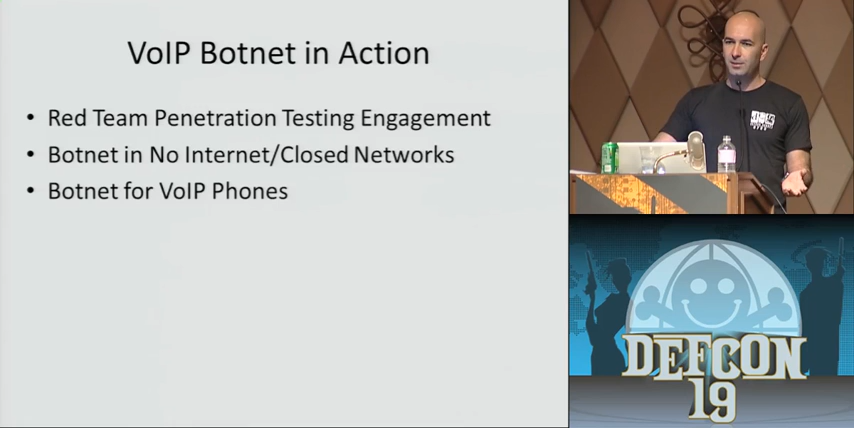 VoIP Botnet in Action
• Red Team Penetration Testing Engagement
• Botnet in No Internet/Closed Networks
• Botnet for VoIP Phones
DEFCON
19